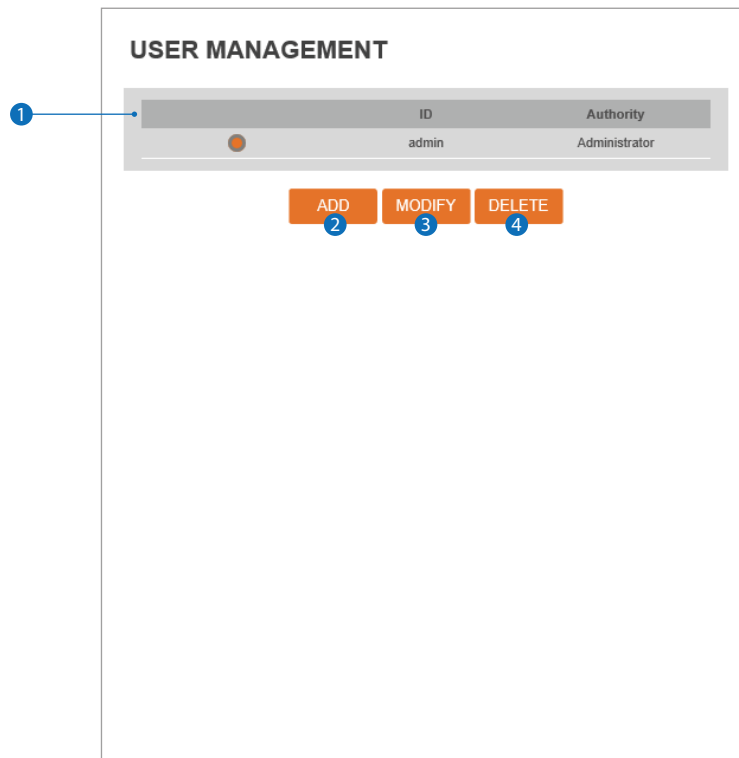 USER MANAGEMENT
1
ID Authority
admin Administrator
ADD MODIFY DELETE
2 3 4